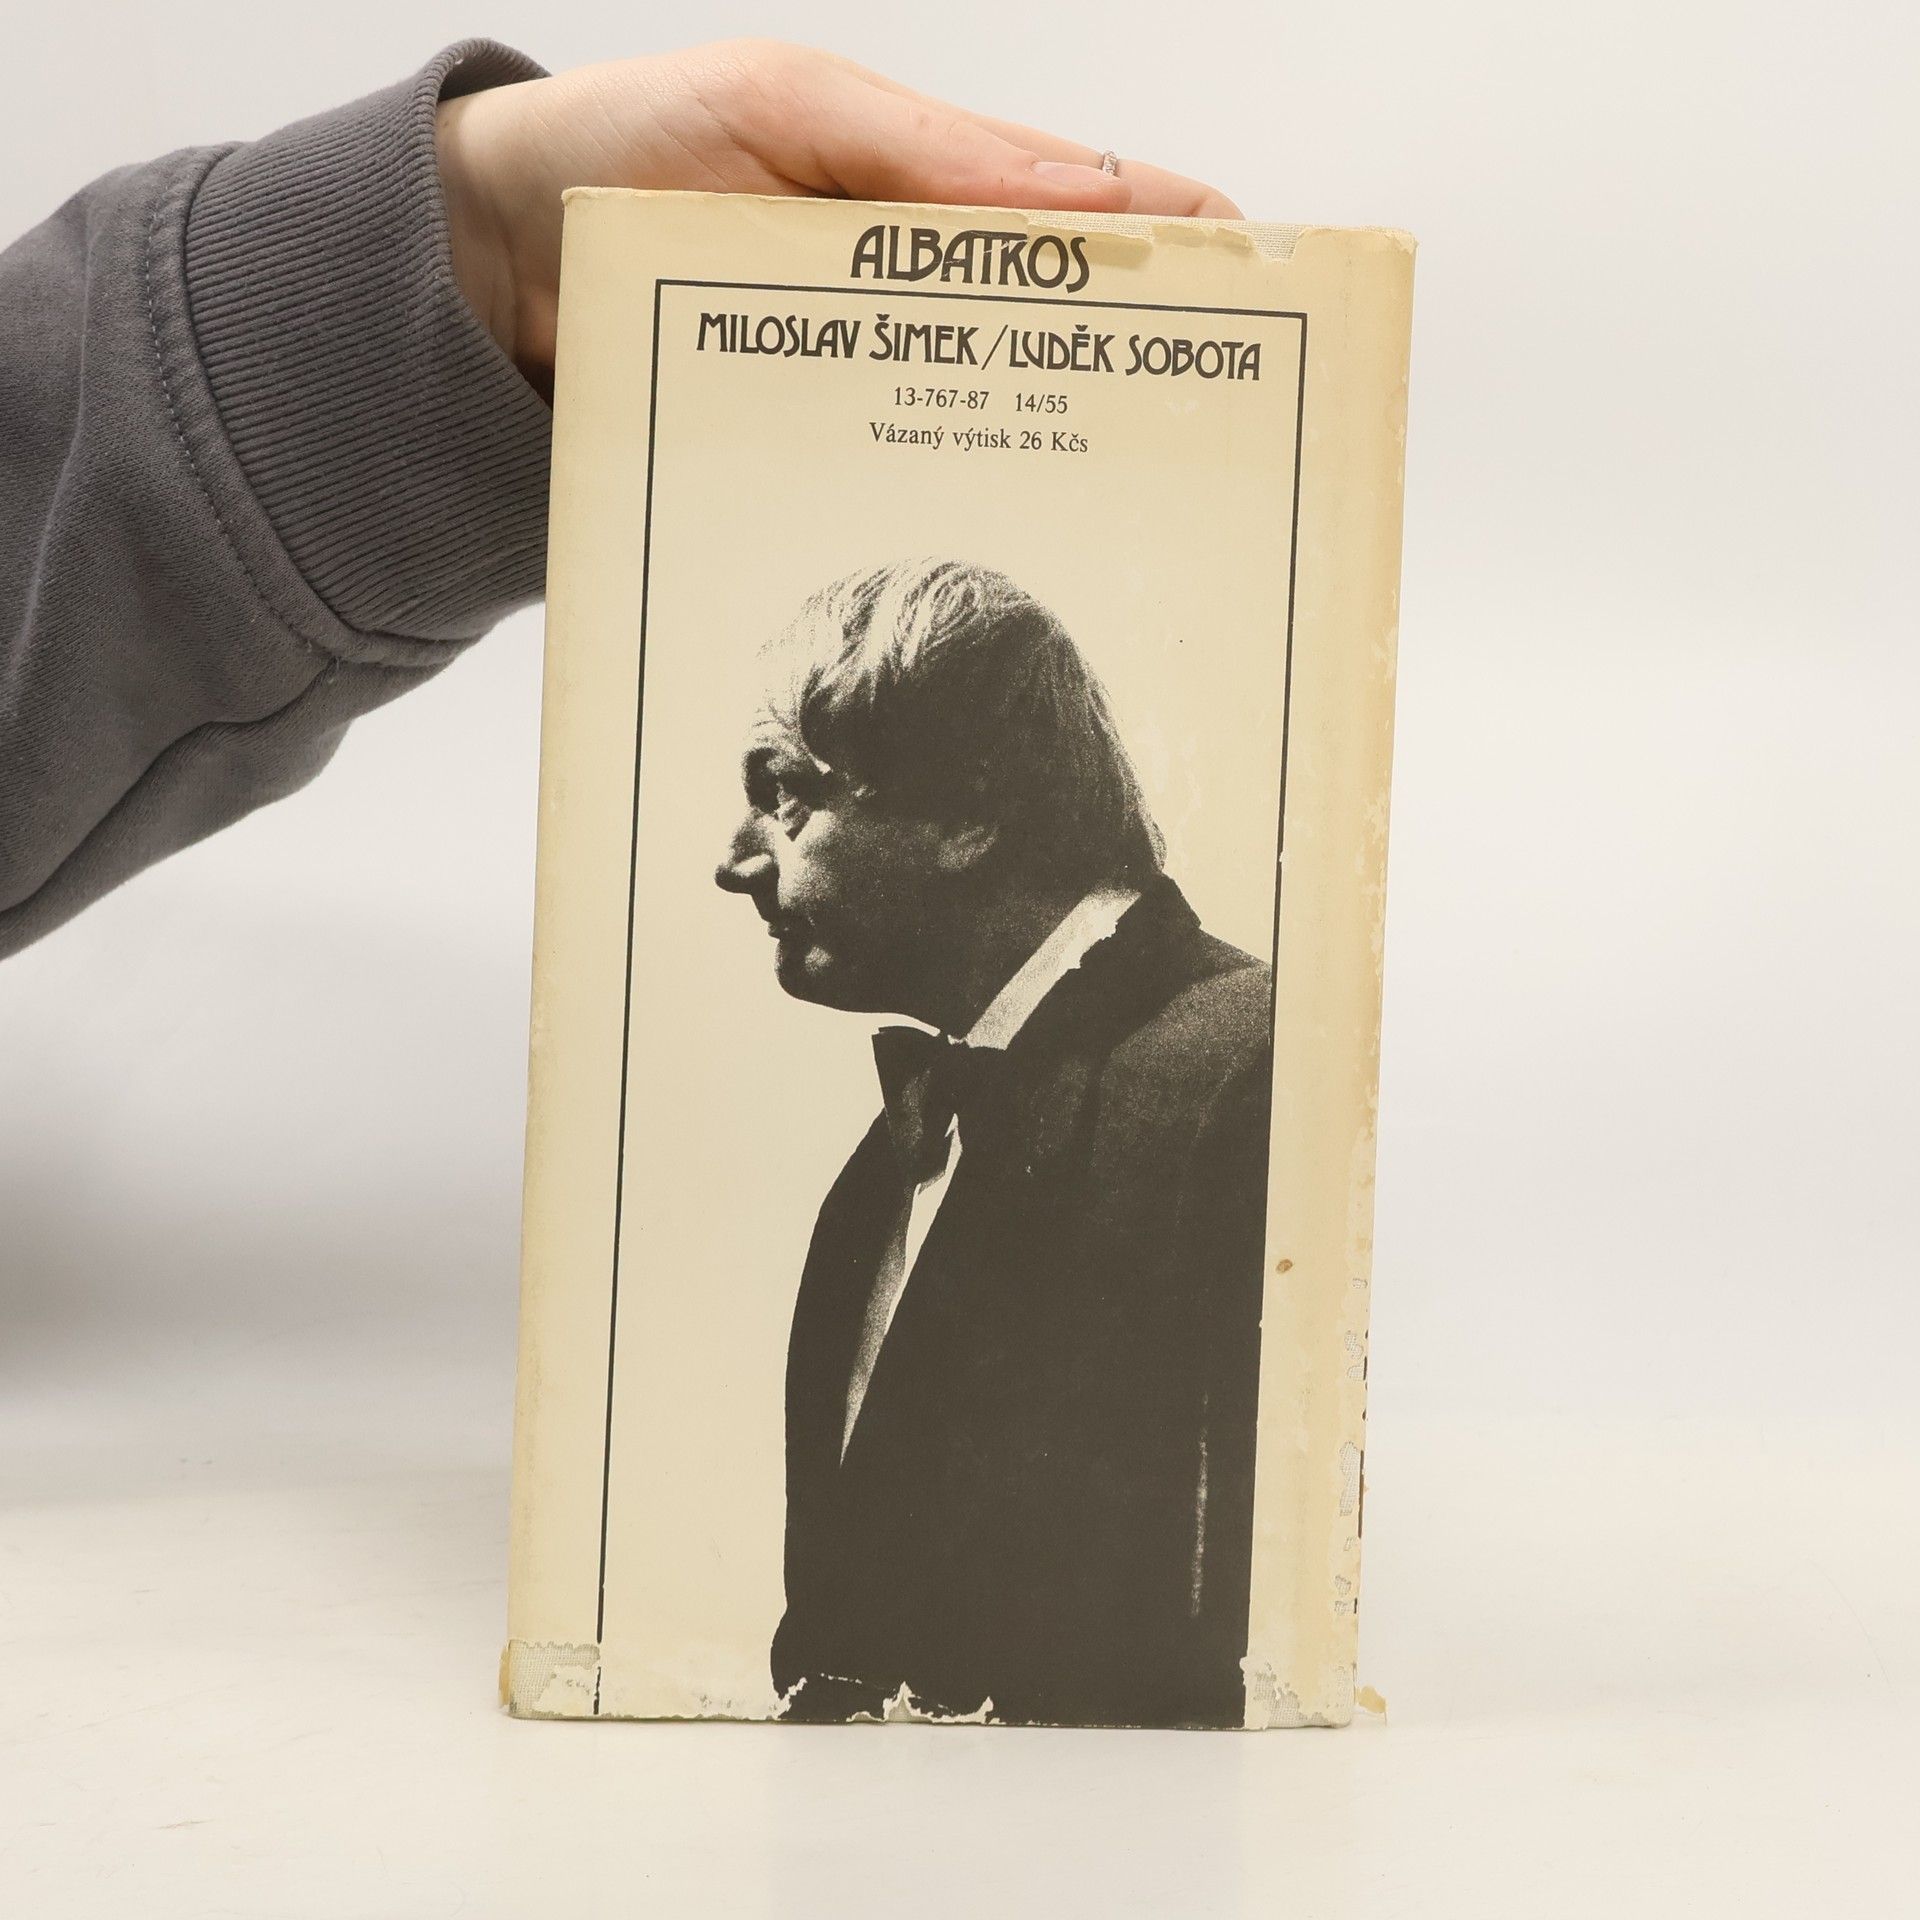 ALBATROS
MILOSLAV ŠIMEK/LUDĚK SOBOTA
13-767-87 14/55
Vázaný výtisk 26 Kčs